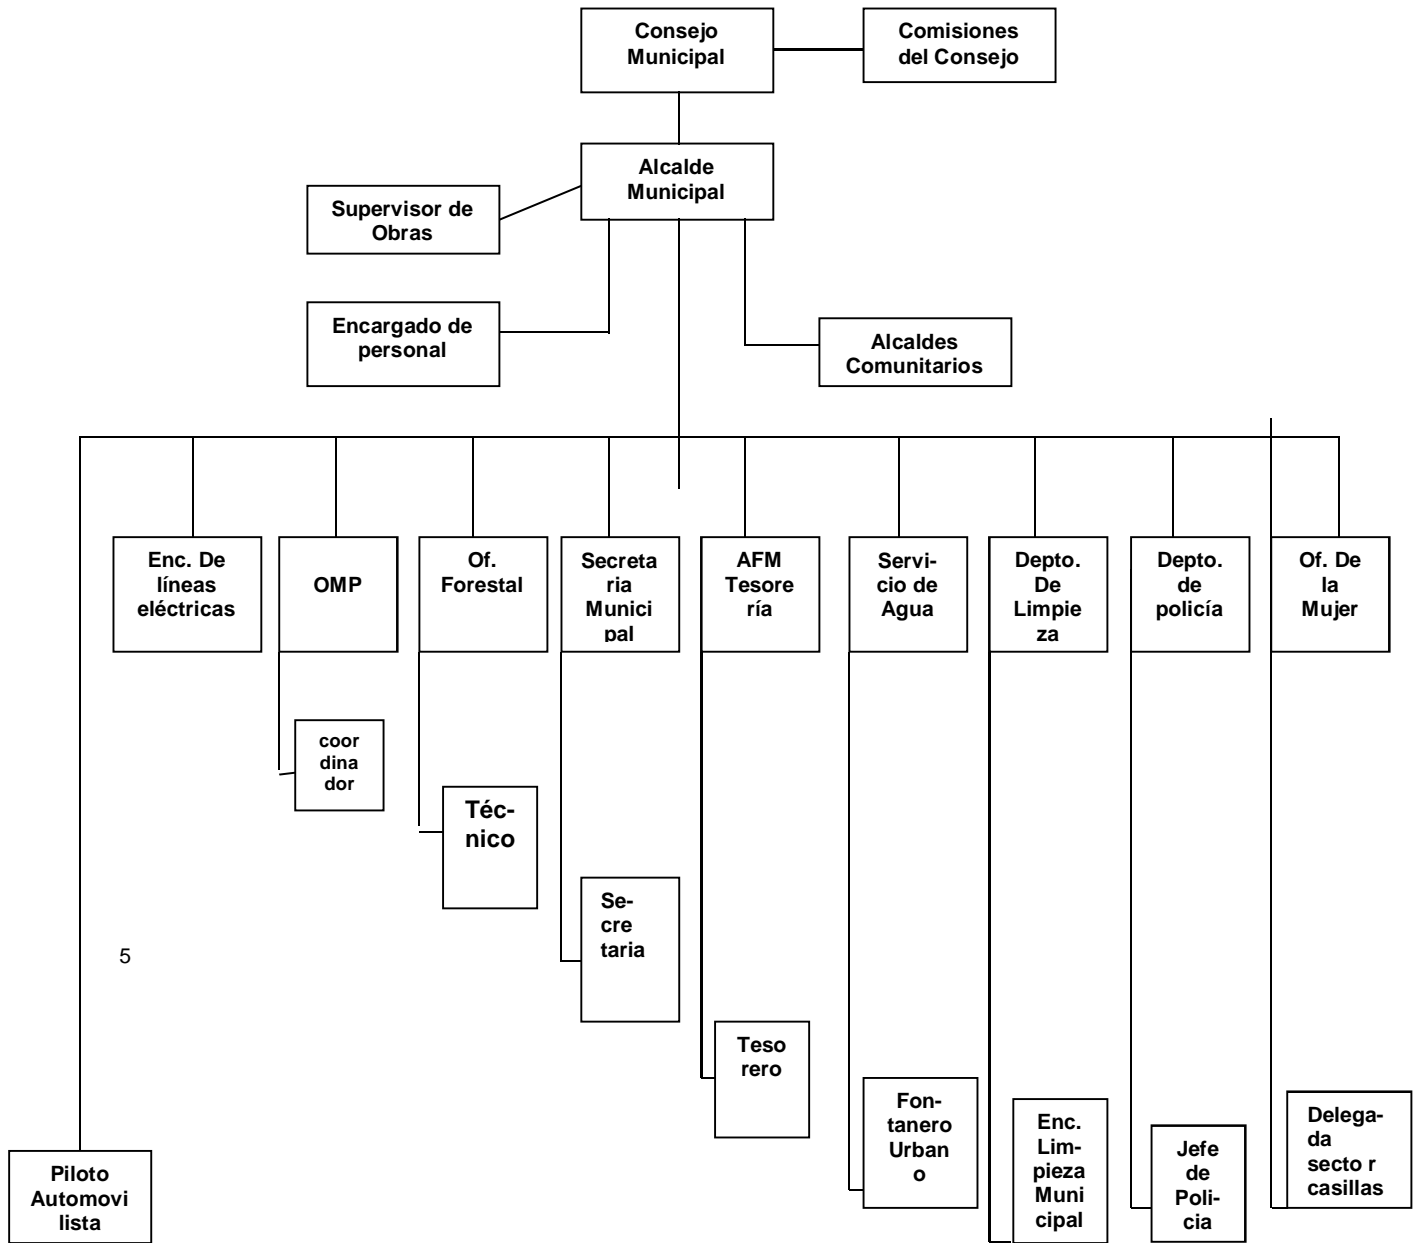 Consejo
Municipal
Comisiones
del Consejo
Alcalde
Municipal
Supervisor de
Obras
Encargado de
personal
Alcaldes
Comunitarios
Enc. De
líneas
eléctricas
OMP
Of.
Forestal
Secreta
ria
Munici
pal
AFM
Tesore
ría
Servi-
cio de
Agua
Depto.
De
Limpie
za
Depto.
de
policía
Of. De
la
Mujer
coor
dina
dor
Téc-
nico
Se-
cre
taria
5
Teso
rero
Fon-
tanero
Urban
o
Enc.
Lim-
pieza
Muni
cipal
Jefe
de
Poli-
cia
Delega-
da
secto r
casillas
Piloto
Automovi
lista